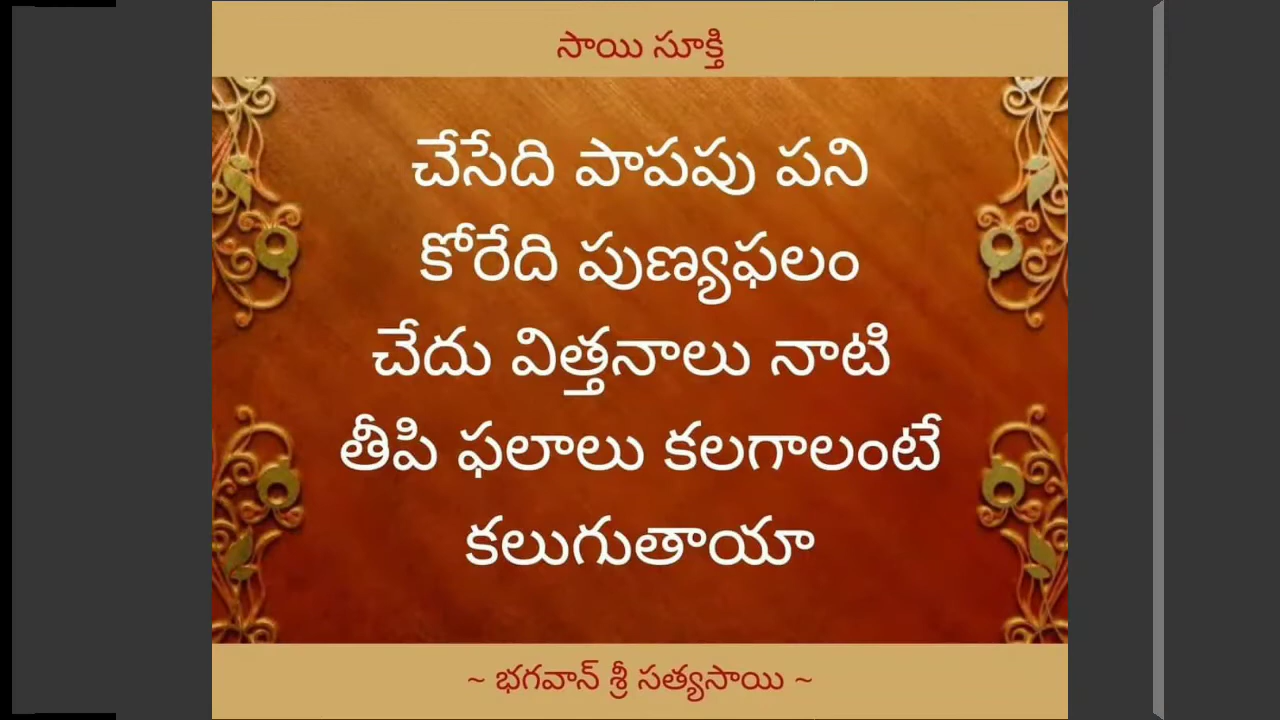 సాయి సూక్తి
చేసేది పాపపు పని
కోరేది పుణ్యఫలం
చేదు విత్తనాలు నాటి
తీపి ఫలాలు కలగాలంటే
కలుగుతాయా
~ భగవాన్ శ్రీ సత్యసాయి ~